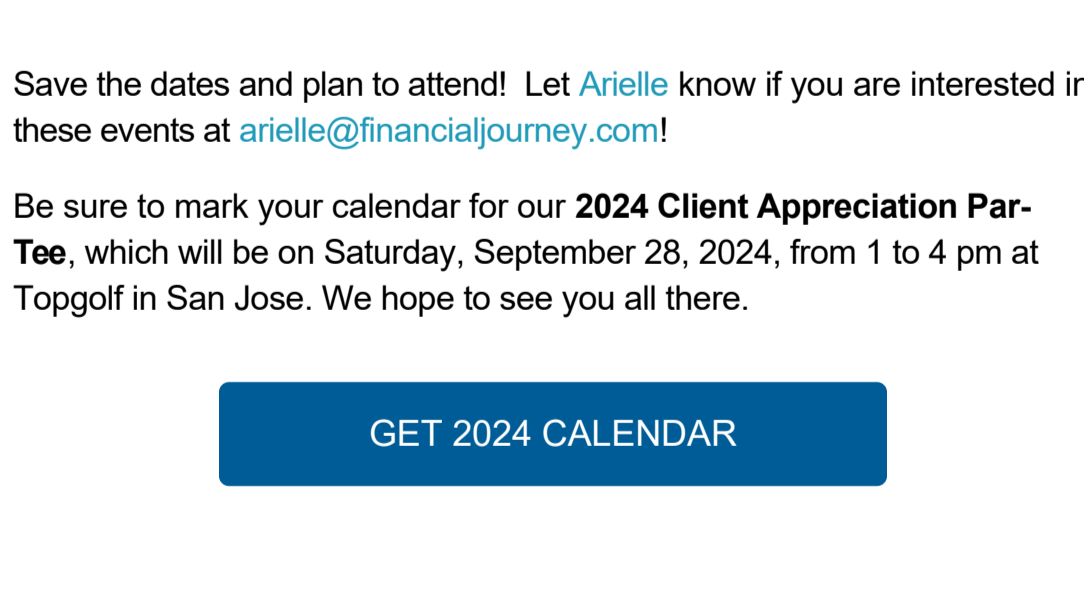 Save the dates and plan to attend!  Let Arielle know if you are interested in
these events at arielle@financialjourney.com!
Be sure to mark your calendar for our 2024 Client Appreciation Par-
Tee, which will be on Saturday, September 28, 2024, from 1 to 4 pm at
Topgolf in San Jose. We hope to see you all there.
GET 2024 CALENDAR